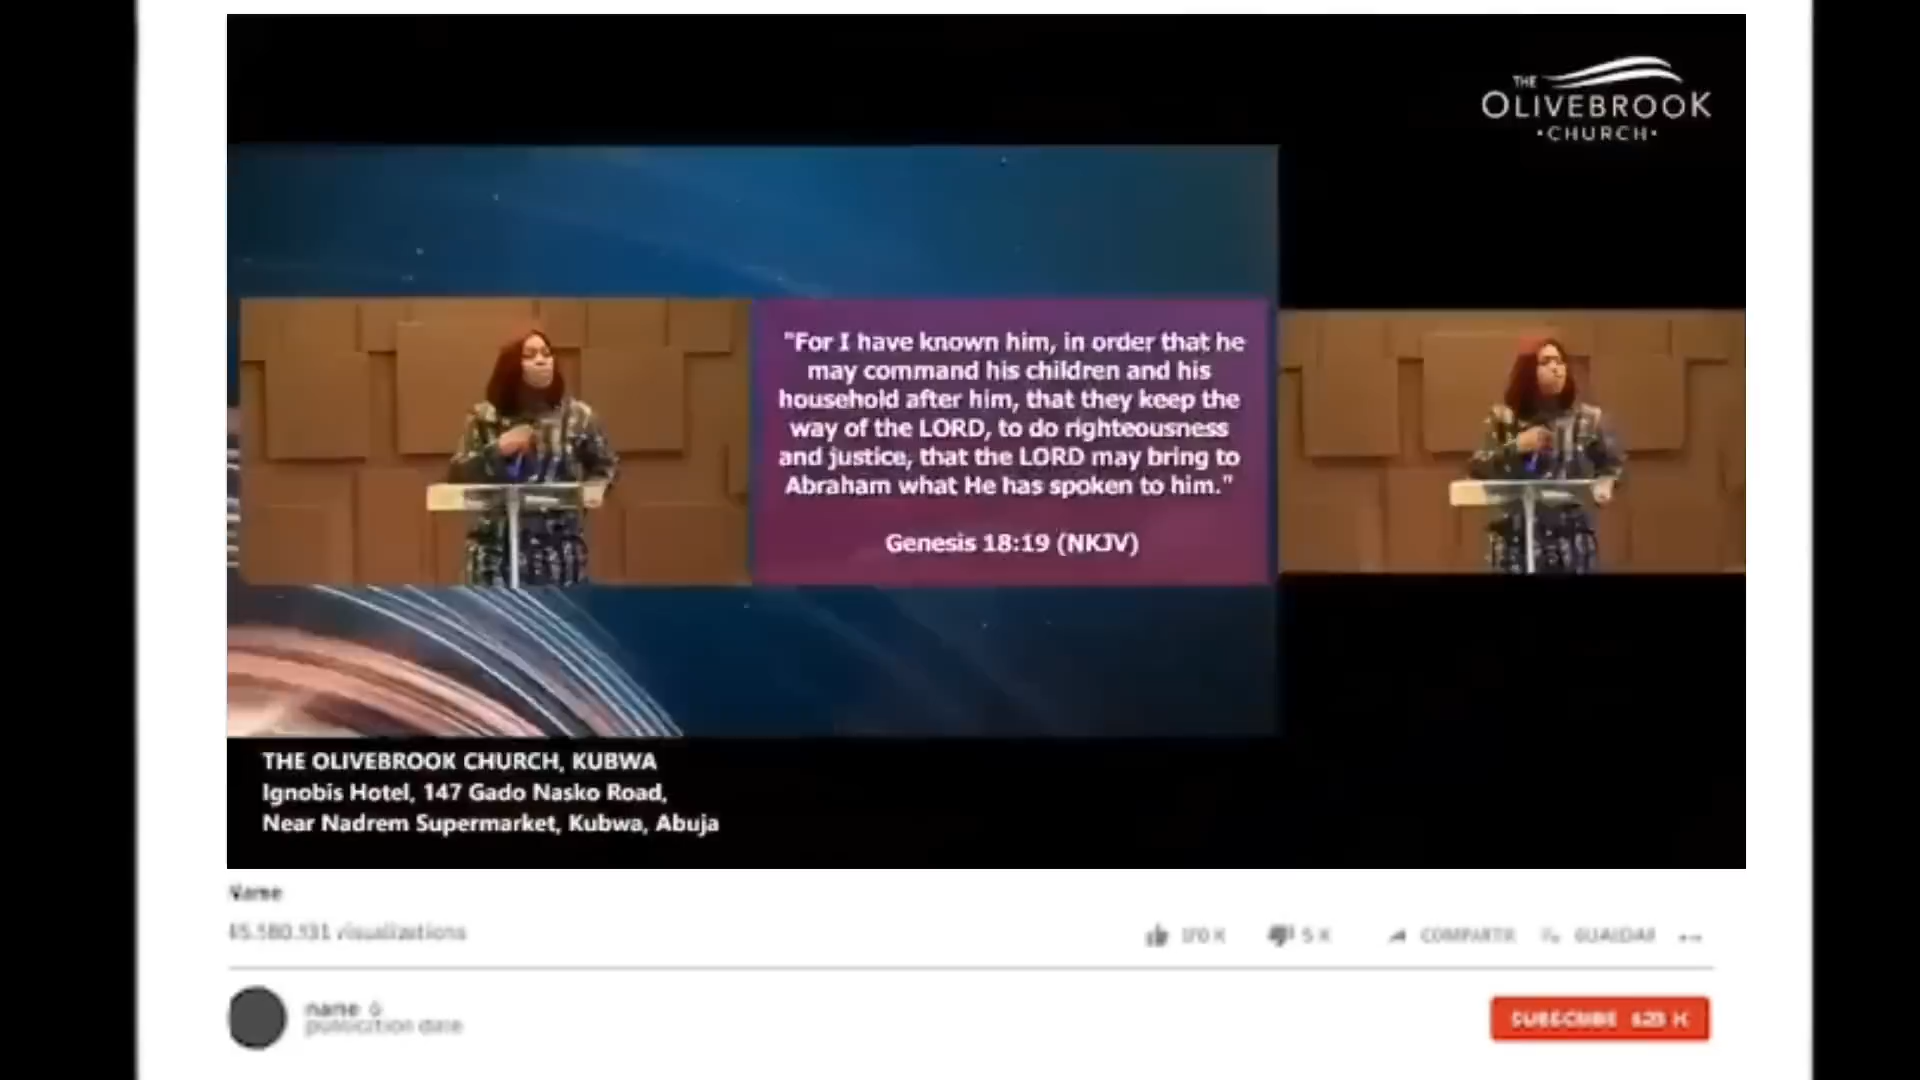 THE
OLIVEBROOK
•CHURCH•
"For I have known him, in order that he
may command his children and his
household after him, that they keep the
way of the LORD, to do righteousness
and justice, that the LORD may bring to
Abraham what He has spoken to him."
Genesis 18:19 (NKJV)
THE OLIVEBROOK CHURCH, KUBWA
Ignobis Hotel, 147 Gado Nasko Road,
Near Nadrem Supermarket, Kubwa, Abuja
Name
visualizations
5 K
COMPARTIR
name
date
SUBSCRIBE